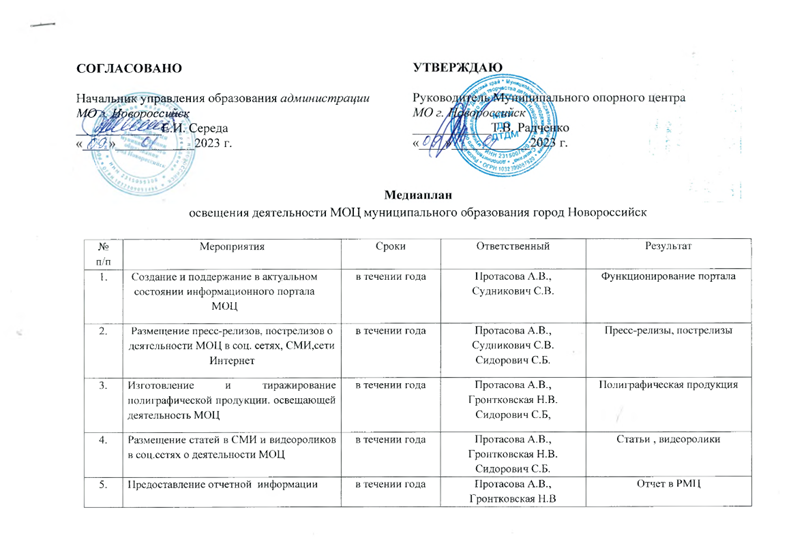 СОГЛАСОВАНО
Начальник управления образования администрации
МО г. Новороссийск
Е.И. Середа
« 09 » 01 2023 г.
УТВЕРЖДАЮ
Руководитель Муниципального опорного центра
МО г. Новороссийск
Т.В. Радченко
« 09 » 2023 г.
ДТДМ
Медиаплан
освещения деятельности МОЦ муниципального образования город Новороссийск
№ п/п Мероприятия Сроки Ответственный Результат
1. Создание и поддержание в актуальном в течении года Протасова А.В., Функционирование портала
состоянии информационного портала Судникович С.В.
МОЦ
2. Размещение пресс-релизов, пострелизов о в течении года Протасова А.В., Пресс-релизы, пострелизы
деятельности МОЦ в соц. сетях, СМИ,сети Судникович С.В.
Интернет Сидорович С.Б.
3. Изготовление и тиражирование в течении года Протасова А.В., Полиграфическая продукция
полиграфической продукции. освещающей Гронтковская Н.В.
деятельность МОЦ Сидорович С.Б,
4. Размещение статей в СМИ и видеороликов в течении года Протасова А.В., Статьи , видеоролики
в соц.сетях о деятельности МОЦ Гронтковская Н.В.
Сидорович С.Б.
5. Предоставление отчетной информации в течении года Протасова А.В., Отчет в РМЦ
Гронтковская Н.В